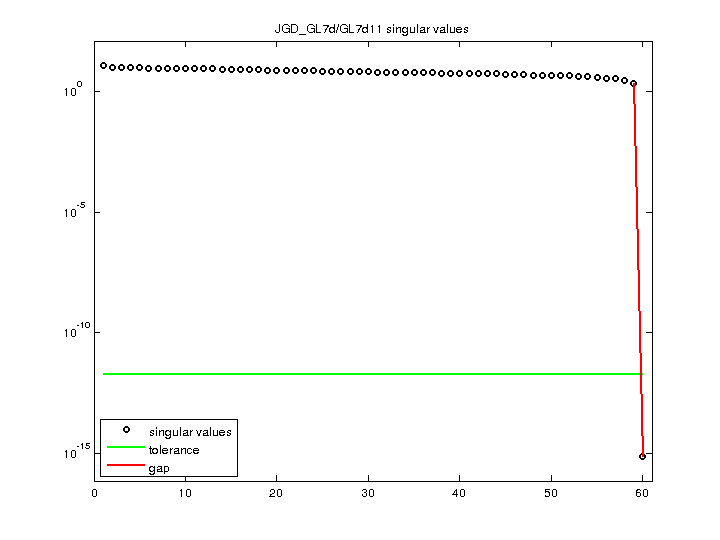 JGD_GL7d/GL7d11 singular values
10^0
10^-5
10^-10
10^-15
singular values
tolerance
gap
0 10 20 30 40 50 60